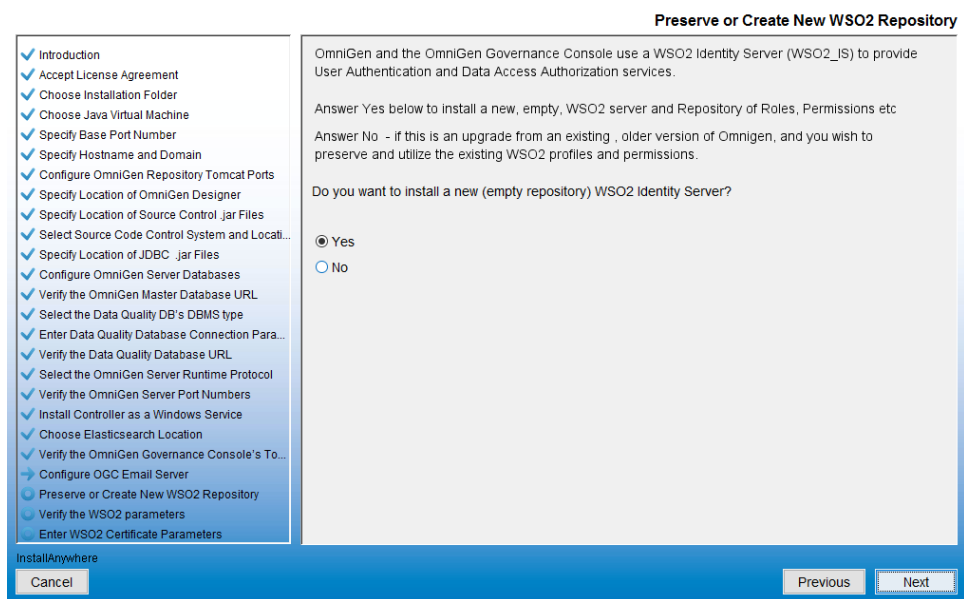 Preserve or Create New WSO2 Repository
Introduction
Accept License Agreement
Choose Installation Folder
Choose Java Virtual Machine
Specify Base Port Number
Specify Hostname and Domain
Configure OmniGen Repository Tomcat Ports
Specify Location of OmniGen Designer
Specify Location of Source Control .jar Files
Select Source Code Control System and Locati...
Specify Location of JDBC .jar Files
Configure OmniGen Server Databases
Verify the OmniGen Master Database URL
Select the Data Quality DB's DBMS type
Enter Data Quality Database Connection Para...
Verify the Data Quality Database URL
Select the OmniGen Server Runtime Protocol
Verify the OmniGen Server Port Numbers
Install Controller as a Windows Service
Choose Elasticsearch Location
Verify the OmniGen Governance Console's To...
Configure OGC Email Server
Preserve or Create New WSO2 Repository
Verify the WSO2 parameters
Enter WSO2 Certificate Parameters
OmniGen and the OmniGen Governance Console use a WSO2 Identity Server (WSO2_IS) to provide
User Authentication and Data Access Authorization services.
Answer Yes below to install a new, empty, WSO2 server and Repository of Roles, Permissions etc
Answer No - if this is an upgrade from an existing , older version of Omnigen, and you wish to
preserve and utilize the existing WSO2 profiles and permissions.
Do you want to install a new (empty repository) WSO2 Identity Server?
Yes
No
InstallAnywhere
Cancel
Previous
Next